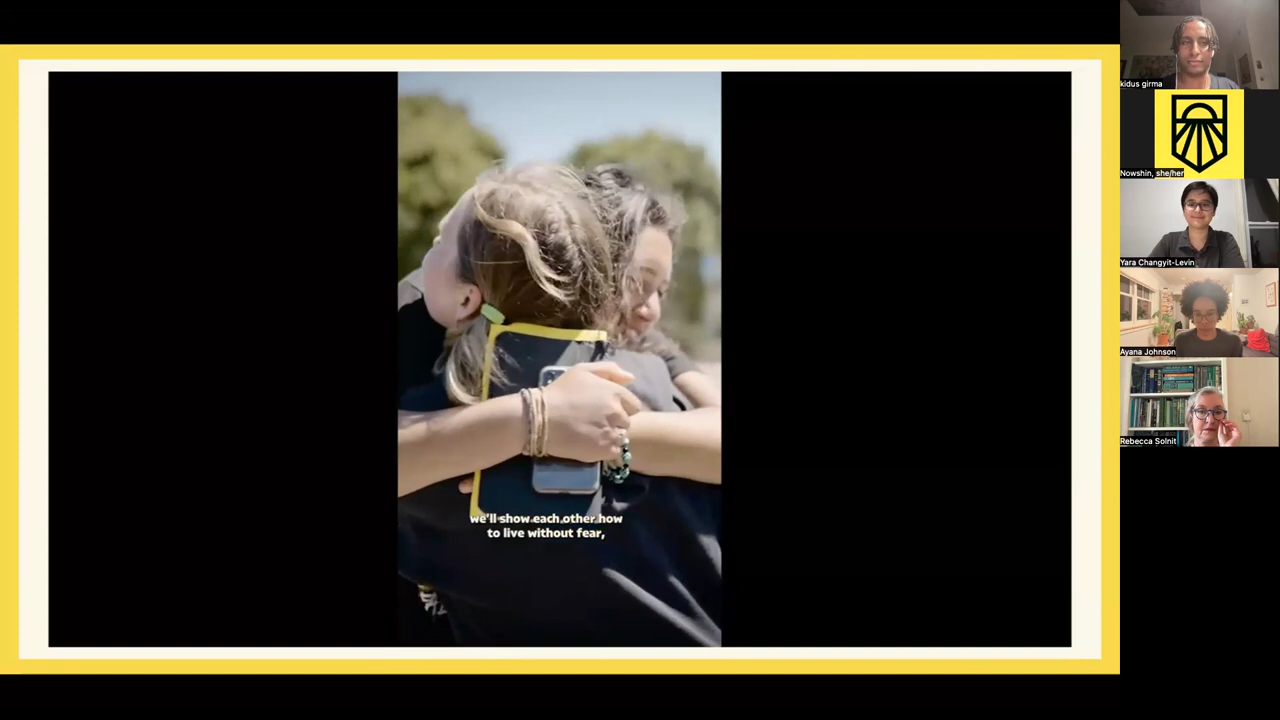 we'll show each other how
to live without fear,
kidus girma
Nowshin, she/her
Yara Changyit-Levin
Ayana Johnson
Rebecca Solnit